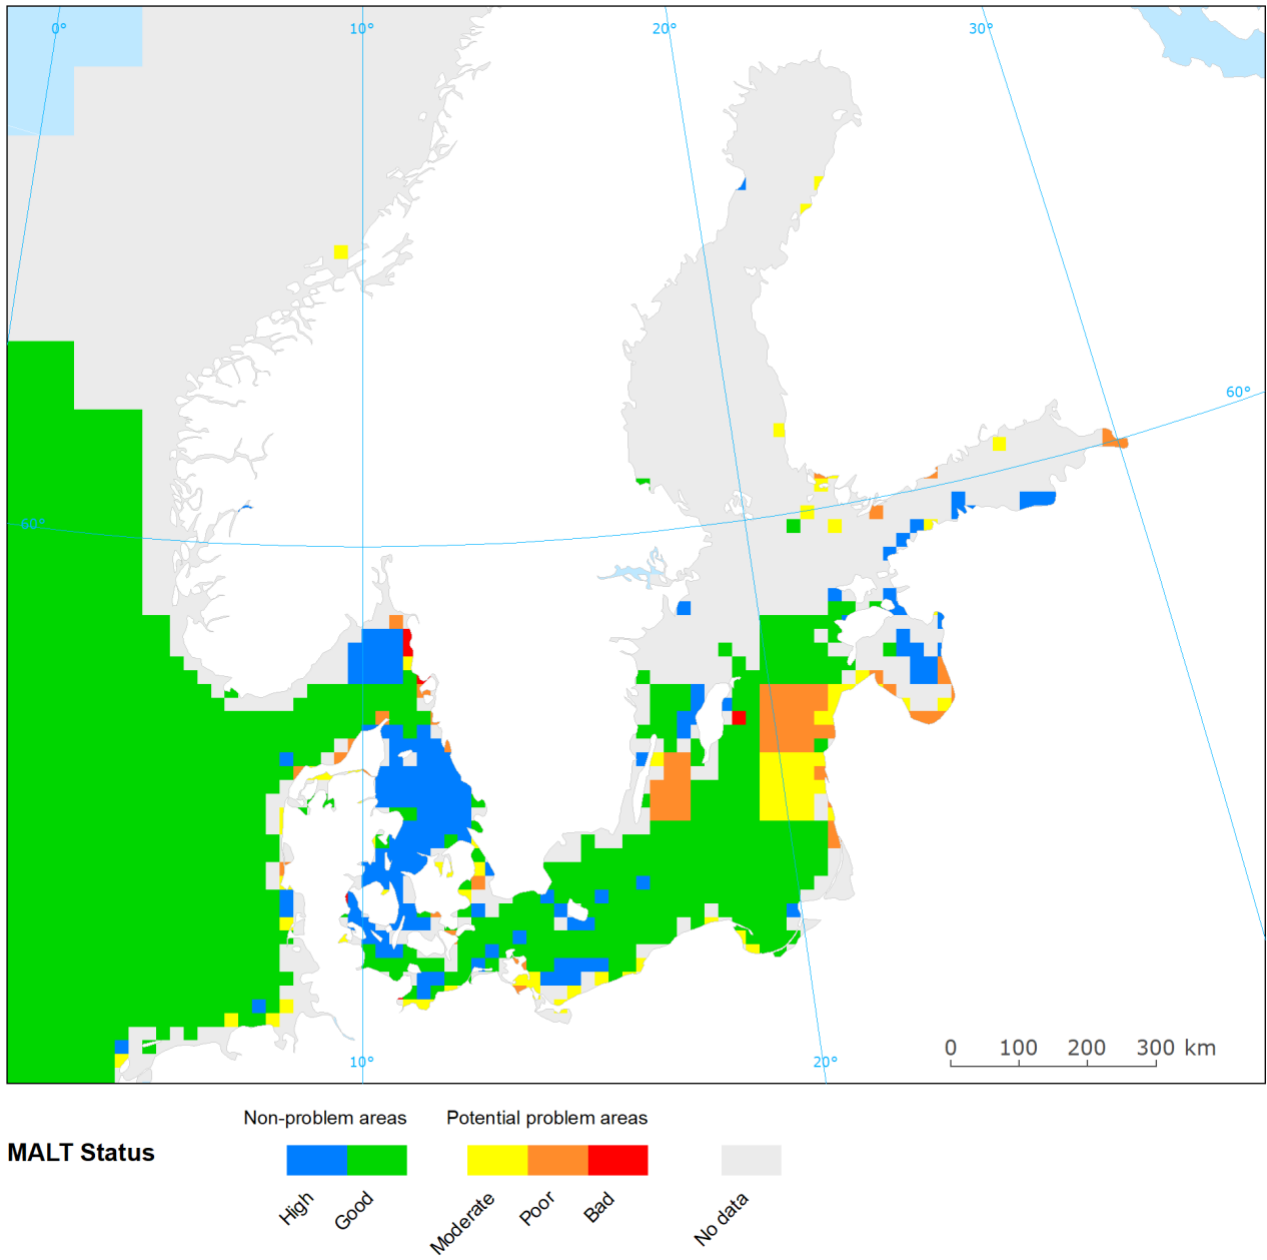 0° 10° 20° 30°
60°
60°
0 100 200 300 km
10° 20°
Non-problem areas Potential problem areas
MALT Status
High Good Moderate Poor Bad No data